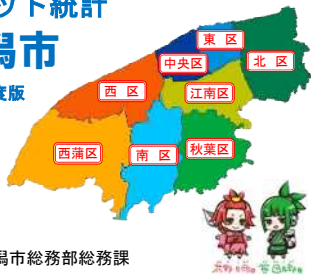 ット統計
潟市
度版
東 区
北 区
中央区
西 区
江南区
西蒲区
南 区
秋葉区
潟市総務部総務課